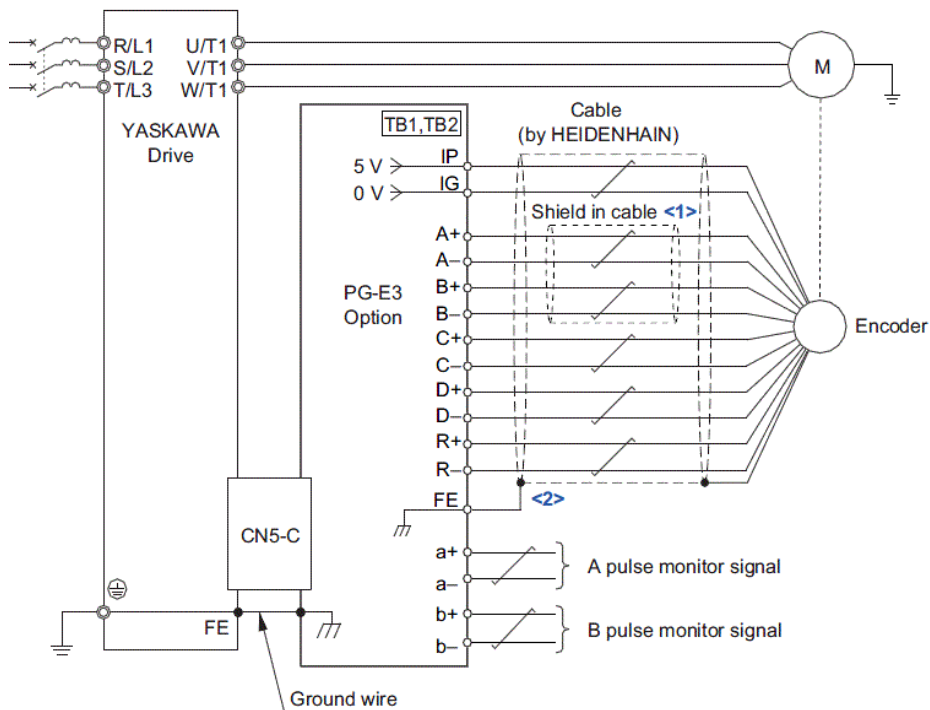 R/L1 U/T1
S/L2 V/T1
T/L3 W/T1
M
YASKAWA
Drive
TB1,TB2
Cable
(by HEIDENHAIN)
5 V IP
0 V IG
Shield in cable <1>
A+
A–
B+
B–
C+
C–
D+
D–
R+
R–
PG-E3
Option
Encoder
<2>
FE
CN5-C
a+
a–
A pulse monitor signal
b+
b–
B pulse monitor signal
FE
Ground wire